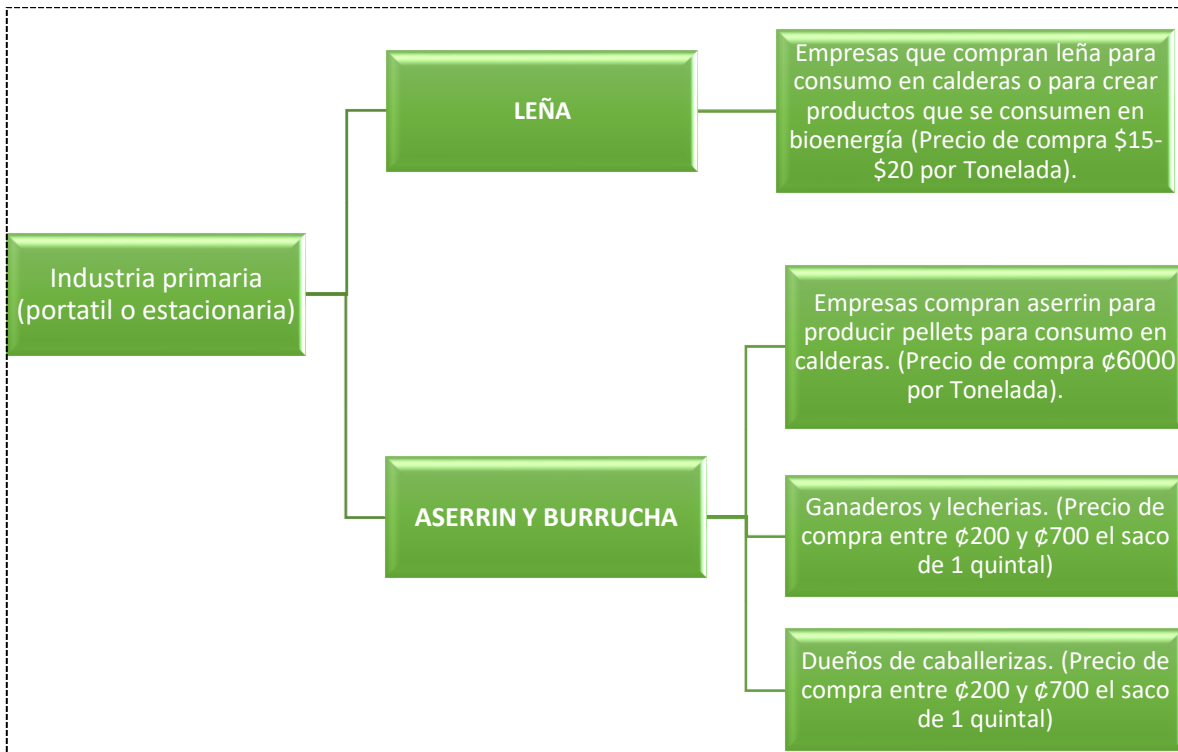 Industria primaria
(portatil o estacionaria)
LEÑA
Empresas que compran leña para
consumo en calderas o para crear
productos que se consumen en
bioenergía (Precio de compra $15-
$20 por Tonelada).
ASERRIN Y BURRUCHA
Empresas compran aserrin para
producir pellets para consumo en
calderas. (Precio de compra ₡6000
por Tonelada).
Ganaderos y lecherias. (Precio de
compra entre ₡200 y ₡700 el saco
de 1 quintal)
Dueños de caballerizas. (Precio de
compra entre ₡200 y ₡700 el saco
de 1 quintal)